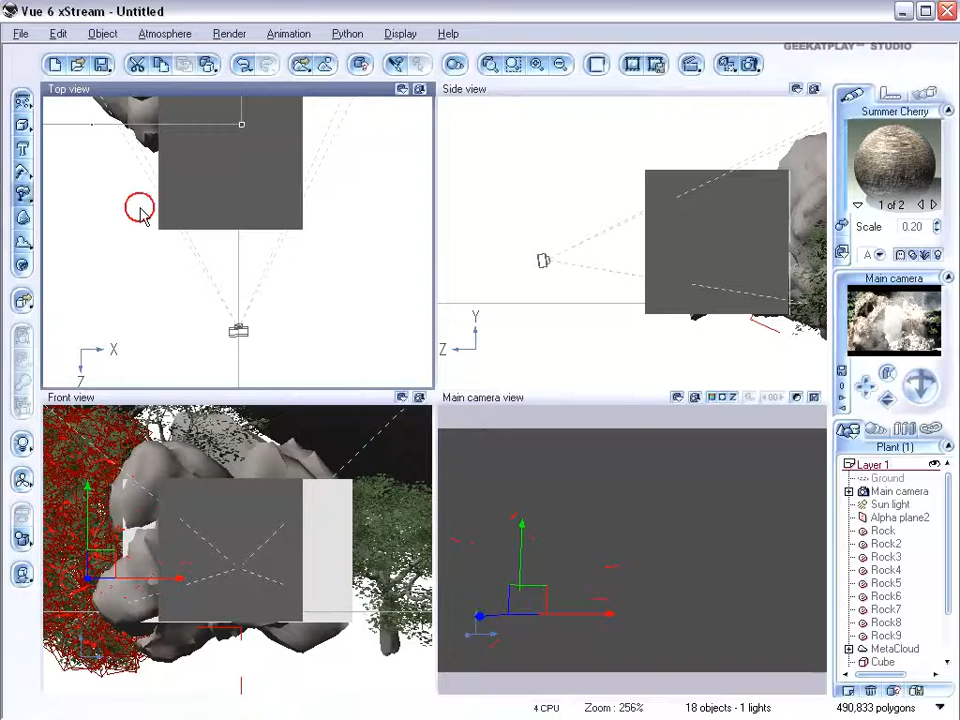 Vue 6 xStream - Untitled
File Edit Object Atmosphere Render Animation Python Display Help
GEEKATPLAY™ STUDIO
Top view
Side view
Summer Cherry
1 of 2
Scale 0.20
A
Main camera
X
Z
Y
Z
Front view
Main camera view
Z
Plant (1)
Layer 1
Ground
Main camera
Sun light
Alpha plane2
Rock
Rock2
Rock3
Rock4
Rock5
Rock6
Rock7
Rock8
Rock9
MetaCloud
Cube
4 CPU Zoom : 256% 18 objects - 1 lights 490,833 polygons